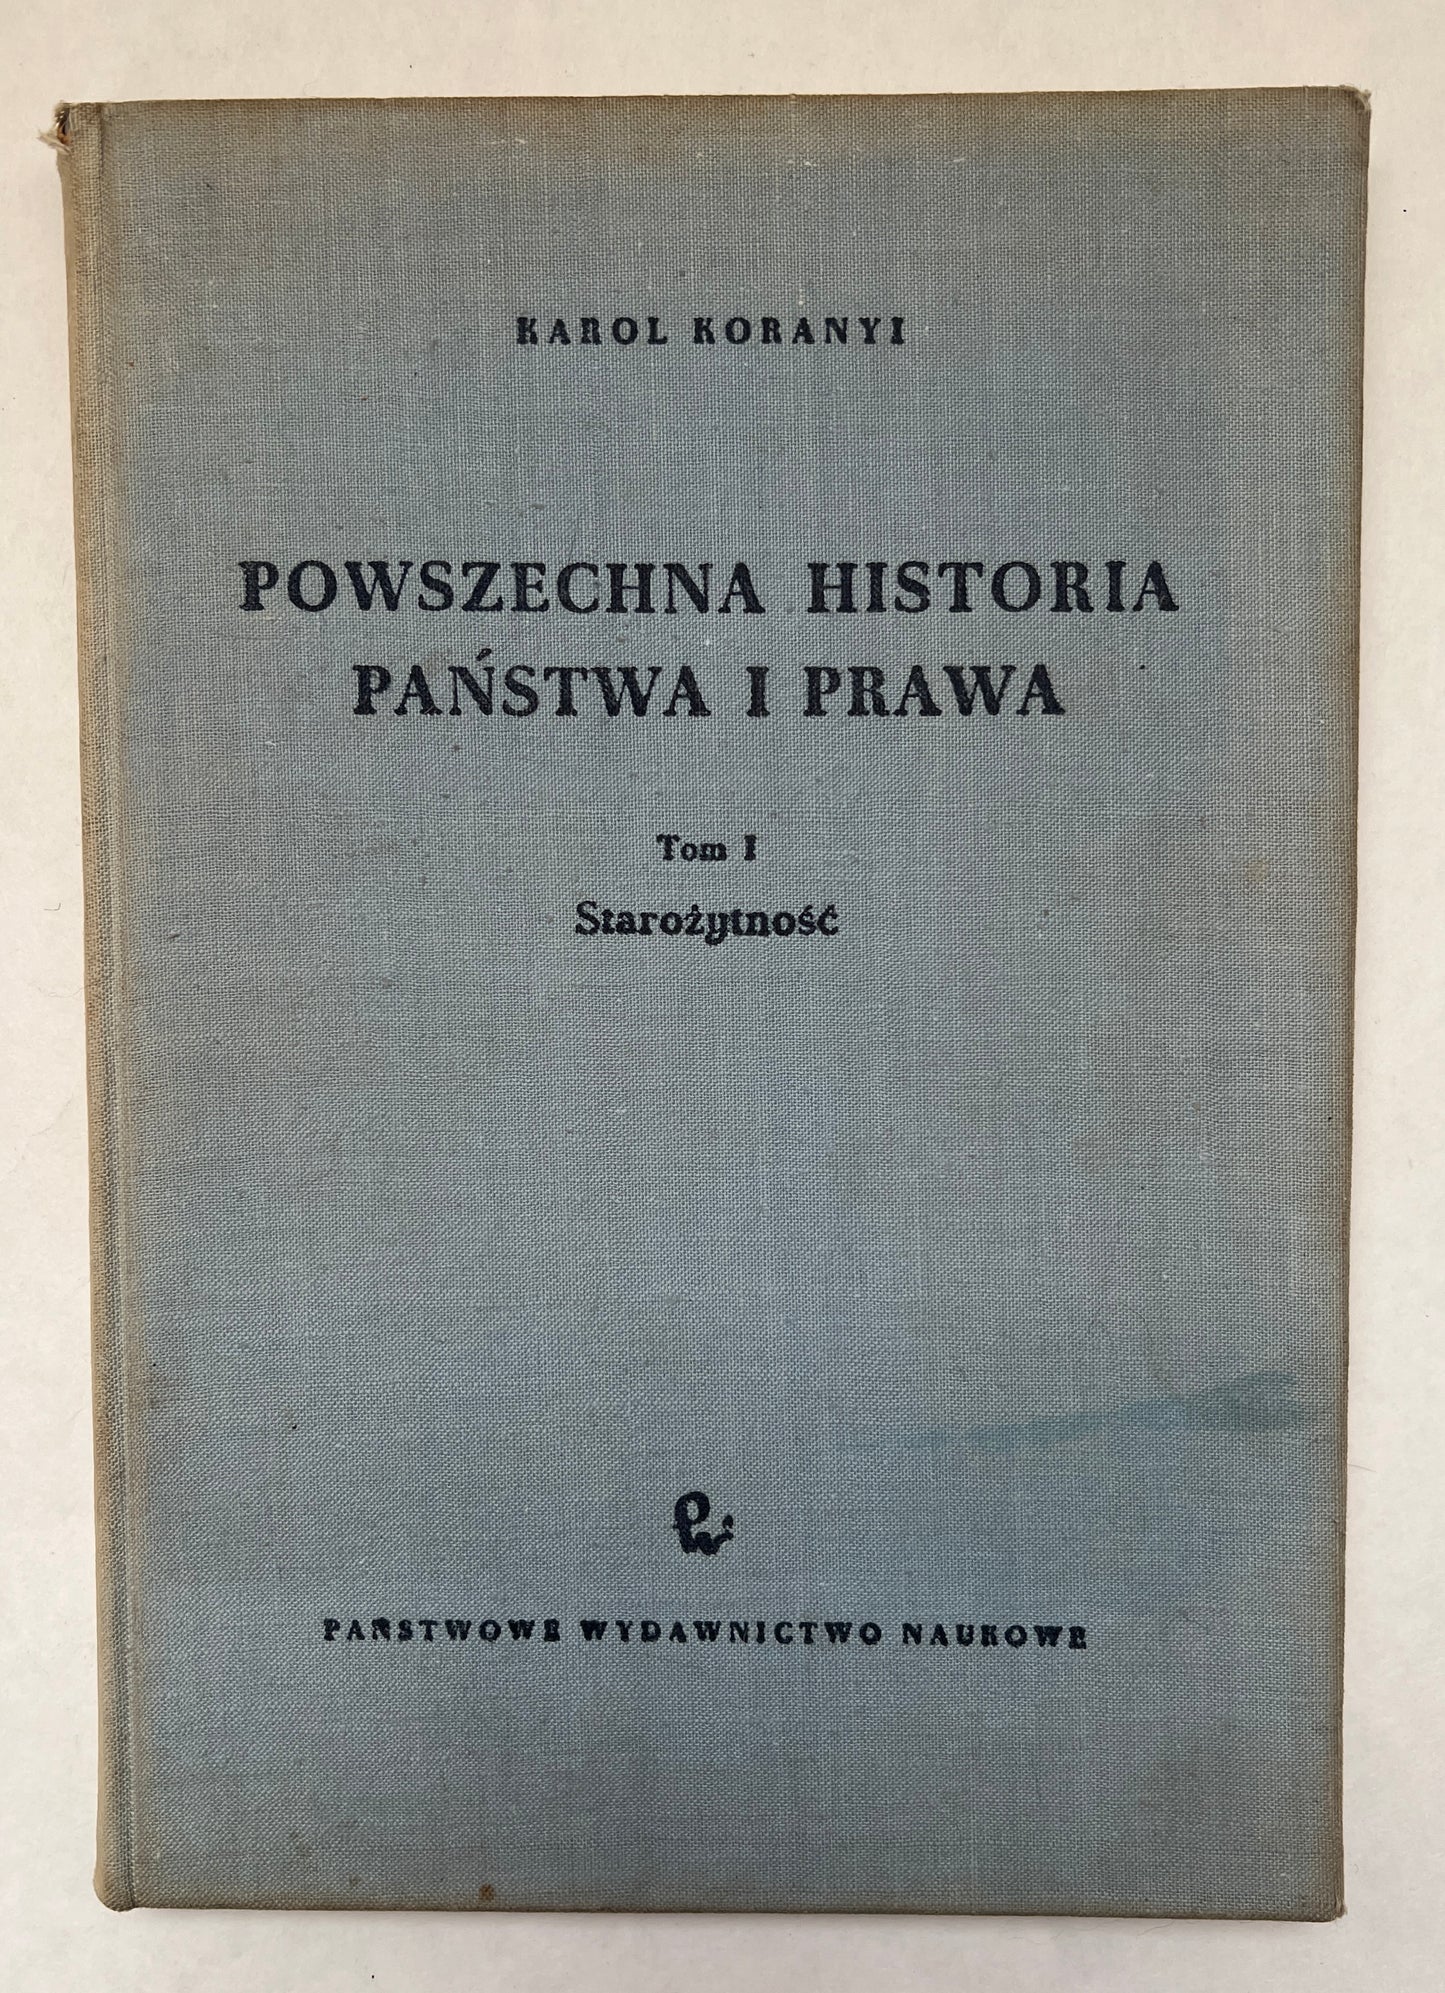 KAROL KORANYI
POWSZECHNA HISTORIA
PAŃSTWA I PRAWA
Tom I
Starożytność
PAŃSTWOWE WYDAWNICTWO NAUKOWE